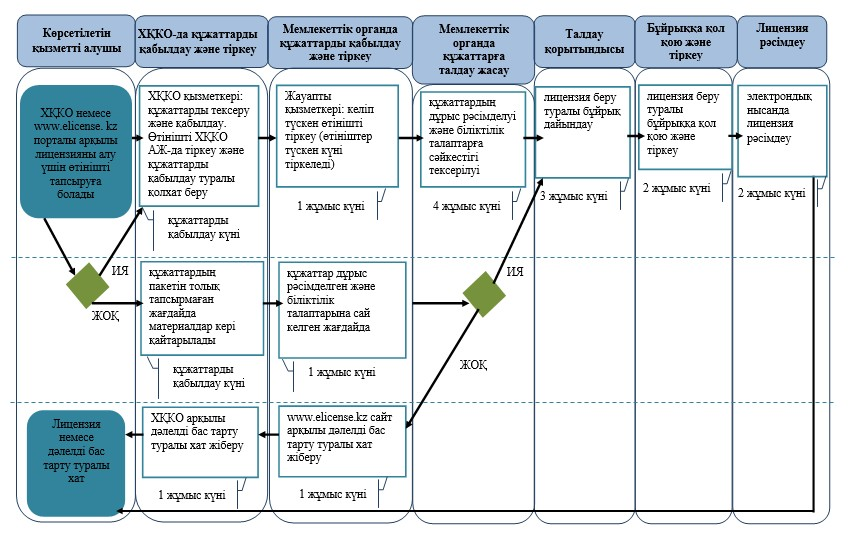 Көрсетілетін
қызметті алушы
ХҚКО-да құжаттарды
қабылдау және тіркеу
Мемлекеттік органда
құжаттарды қабылдау
және тіркеу
Мемлекеттік
органда
құжаттарға
талдау жасау
Талдау
қорытындысы
Бұйрыққа қол
қою және
тіркеу
Лицензия
рәсімдеу
ХҚКО немесе
www.elicense. kz
порталы арқылы
лицензияны алу
үшін өтінішті
тапсыруға
болады
ХҚКО қызметкері:
құжаттарды тексеру
және қабылдау.
Өтінішті ХҚКО
АЖ-да тіркеу және
құжаттарды
қабылдау туралы
қолхат беру
құжаттарды
қабылдау күні
Жауапты
қызметкері: келіп
түскен өтінішті
тіркеу (өтініштер
түскен күні
тіркеледі)
1 жұмыс күні
құжаттардың
дұрыс рәсімделуі
және біліктілік
талаптарға
сәйкестігі
тексерілуі
4 жұмыс күні
лицензия беру
туралы бұйрық
дайындау
3 жұмыс күні
лицензия беру
туралы
бұйрыққа қол
қою және
тіркеу
2 жұмыс күні
электрондық
нысанда
лицензия
рәсімдеу
2 жұмыс күні
ИЯ
ЖОҚ
құжаттардың
пакетін толық
тапсырмаған
жағдайда
материалдар кері
қайтарылады
құжаттарды
қабылдау күні
құжаттар дұрыс
рәсімделген және
біліктілік
талаптарына сай
келген жағдайда
1 жұмыс күні
ИЯ
ЖОҚ
Лицензия
немесе
дәлелді бас
тарту туралы
хат
ХҚКО арқылы
дәлелді бас тарту
туралы хат жіберу
1 жұмыс күні
www.elicense.kz сайт
арқылы дәлелді бас
тарту туралы хат
жіберу
1 жұмыс күні